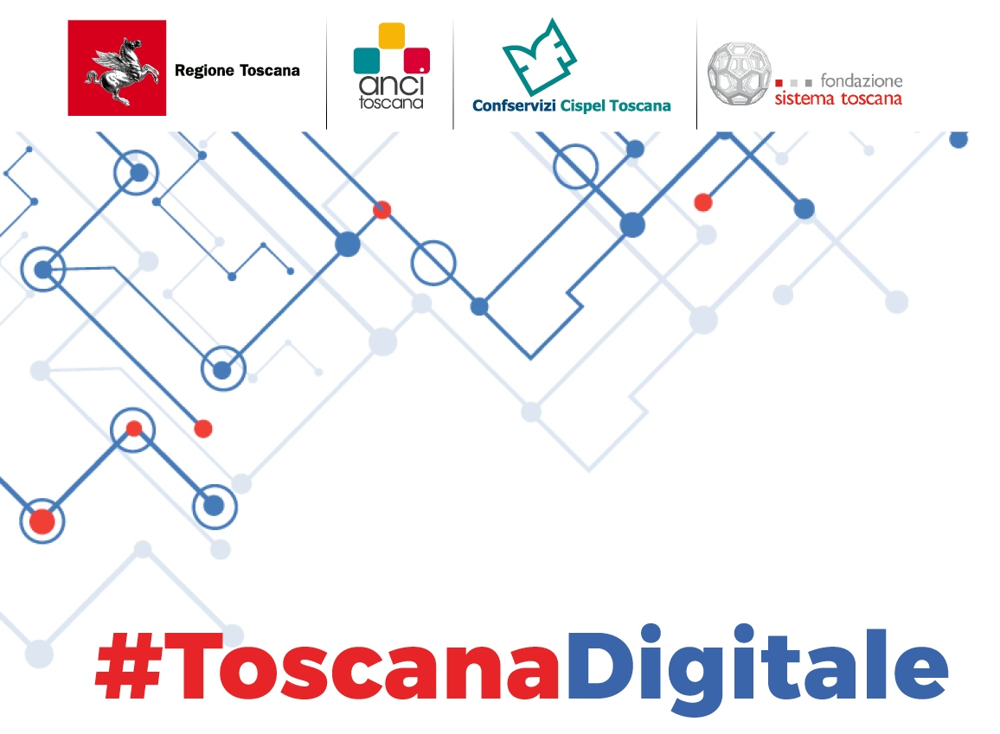 Regione Toscana
anci
toscana
Confservizi Cispel Toscana
fondazione
sistema toscana
#ToscanaDigitale